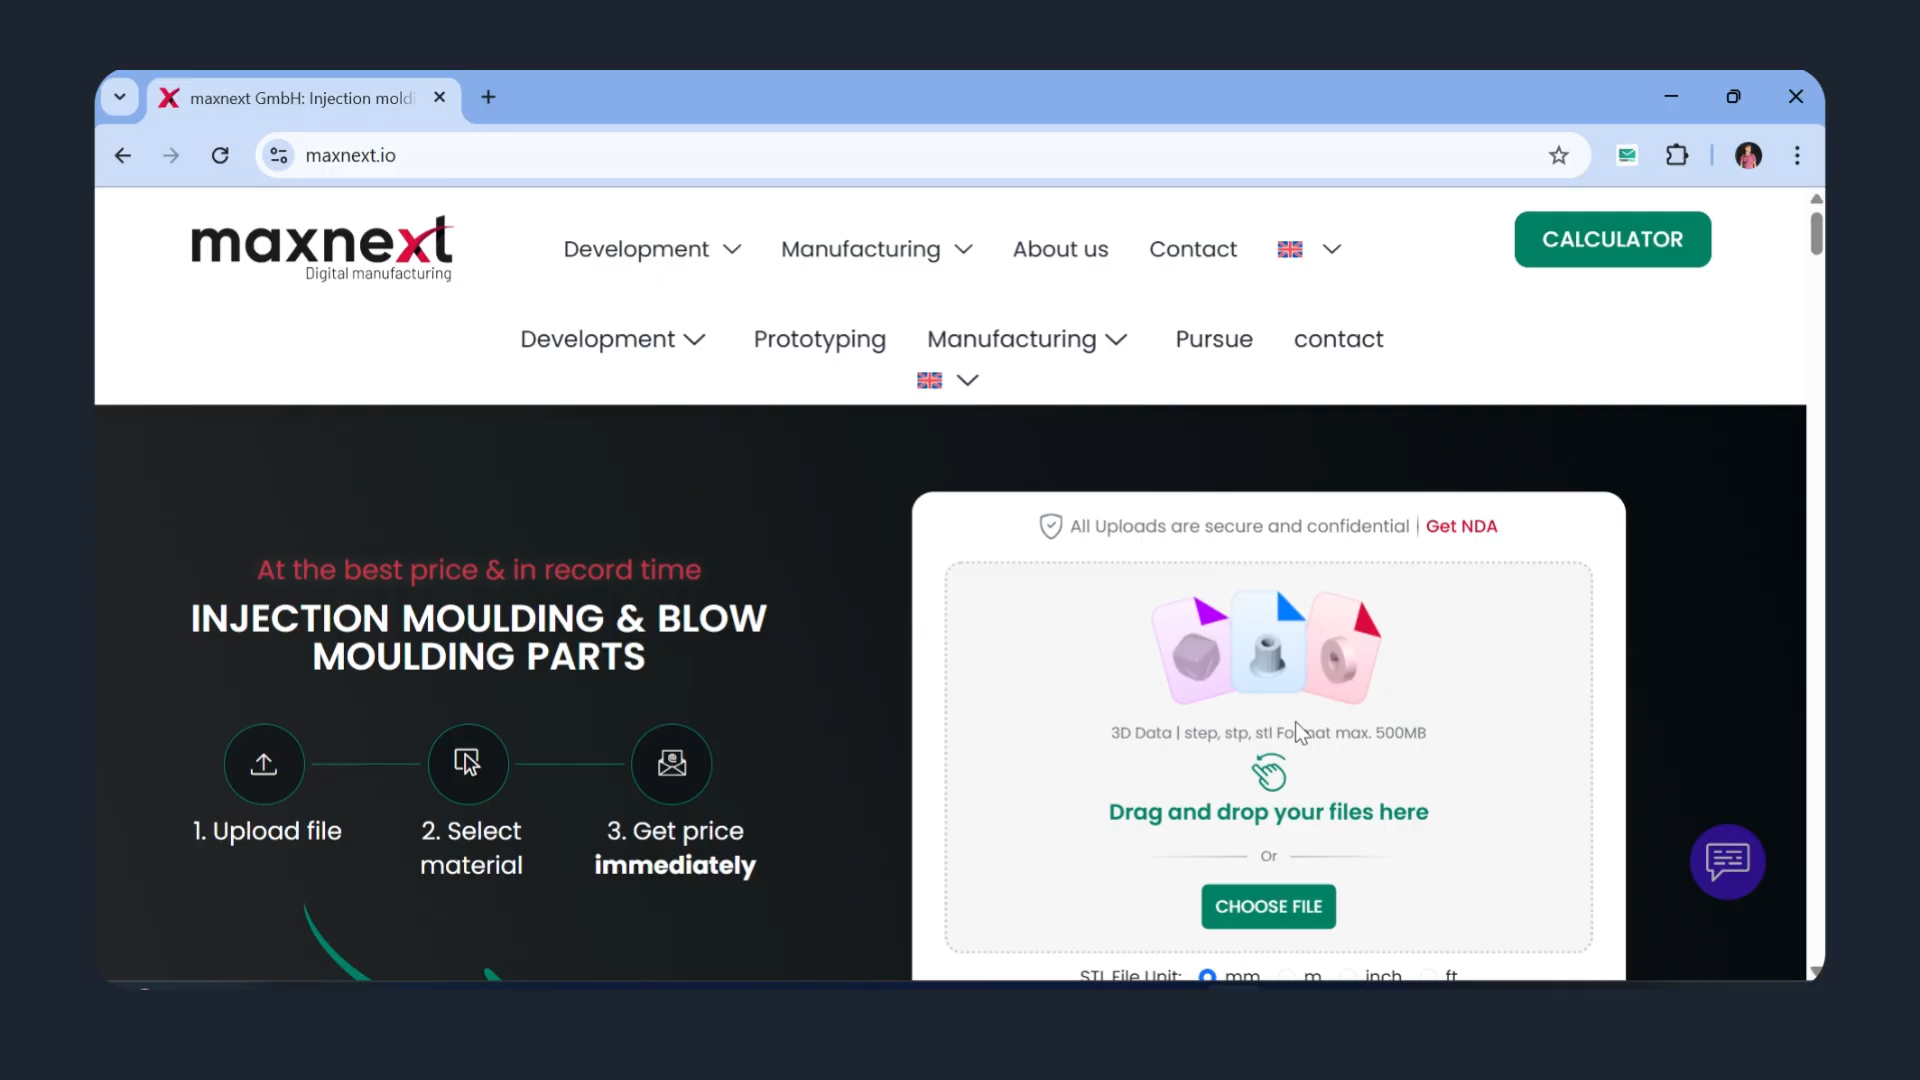 maxnext GmbH: Injection mold
maxnext.io
maxnext
Digital manufacturing
Development
Manufacturing
About us
Contact
CALCULATOR
Development
Prototyping
Manufacturing
Pursue
contact
At the best price & in record time
INJECTION MOULDING & BLOW
MOULDING PARTS
1. Upload file
2. Select
material
3. Get price
immediately
All Uploads are secure and confidential | Get NDA
3D Data | step, stp, stl Format max. 500MB
Drag and drop your files here
Or
CHOOSE FILE
STL File Unit: mm m inch ft